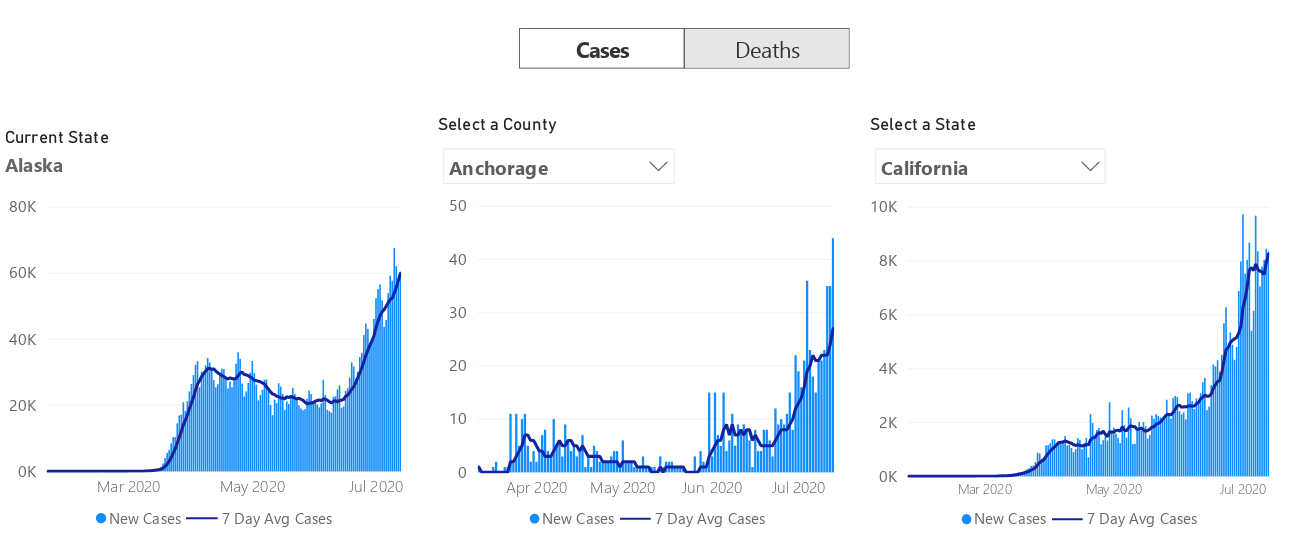 Cases Deaths
Current State
Alaska
80K
60K
40K
20K
0K
Mar 2020 May 2020 Jul 2020
New Cases 7 Day Avg Cases
Select a County
Anchorage
50
40
30
20
10
0
Apr 2020 May 2020 Jun 2020 Jul 2020
New Cases 7 Day Avg Cases
Select a State
California
10K
8K
6K
4K
2K
0K
Mar 2020 May 2020 Jul 2020
New Cases 7 Day Avg Cases